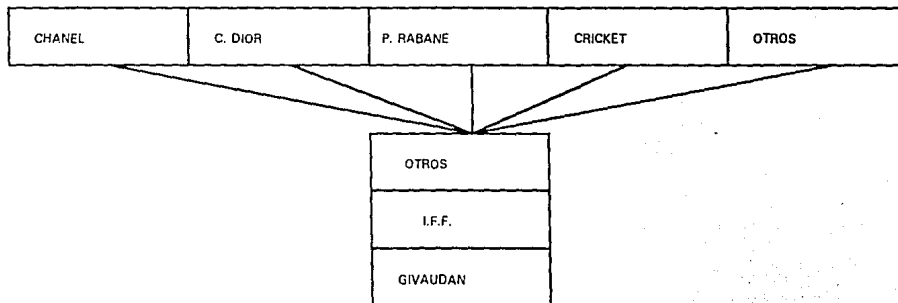 CHANEL C. DIOR P. RABANE CRICKET OTROS
OTROS
I.F.F.
GIVAUDAN